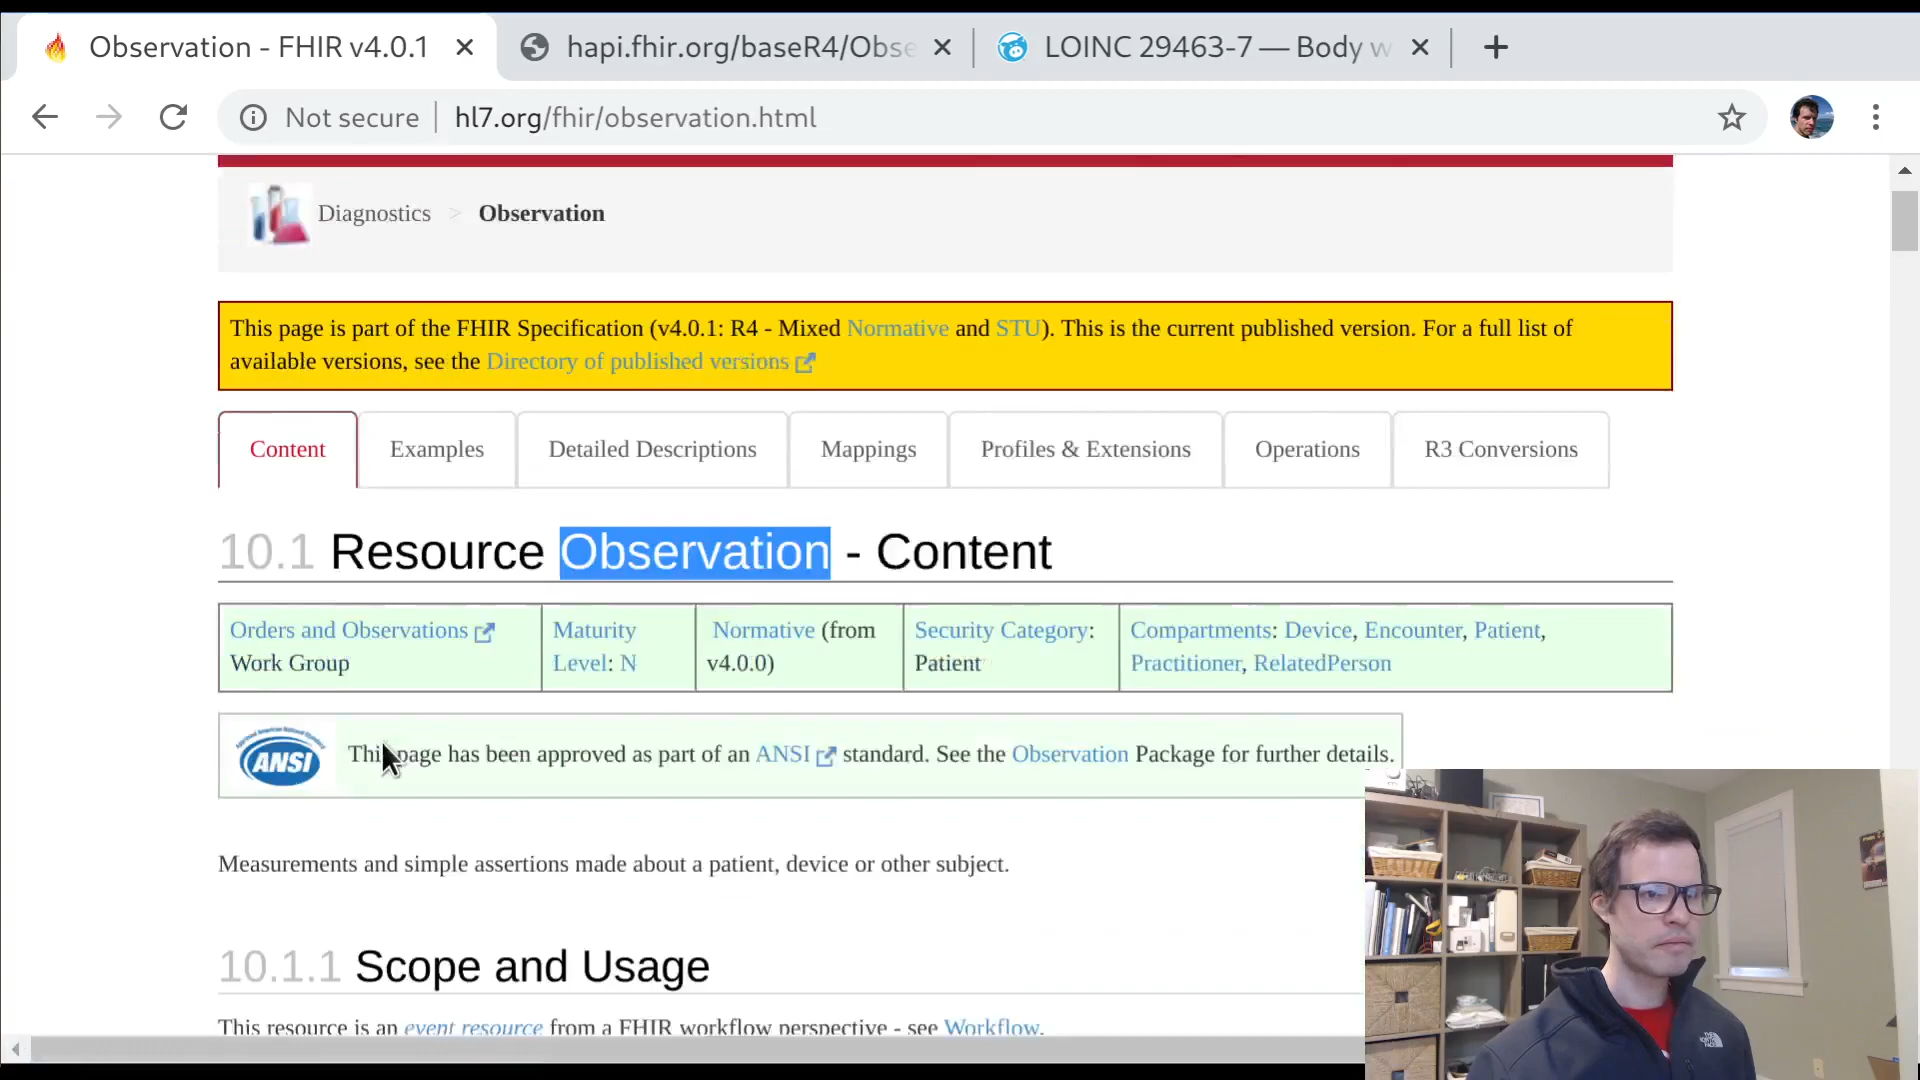 Observation - FHIR v4.0.1
hapi.fhir.org/baseR4/Obse
LOINC 29463-7 — Body w
Not secure
hl7.org/fhir/observation.html
Diagnostics > Observation
This page is part of the FHIR Specification (v4.0.1: R4 - Mixed Normative and STU). This is the current published version. For a full list of
available versions, see the Directory of published versions
Content
Examples
Detailed Descriptions
Mappings
Profiles & Extensions
Operations
R3 Conversions
10.1 Resource Observation - Content
Orders and Observations
Work Group
Maturity
Level: N
Normative (from
v4.0.0)
Security Category:
Patient
Compartments: Device, Encounter, Patient,
Practitioner, RelatedPerson
ANSI
This page has been approved as part of an ANSI standard. See the Observation Package for further details.
Measurements and simple assertions made about a patient, device or other subject.
10.1.1 Scope and Usage
This resource is an event resource from a FHIR workflow perspective - see Workflow.